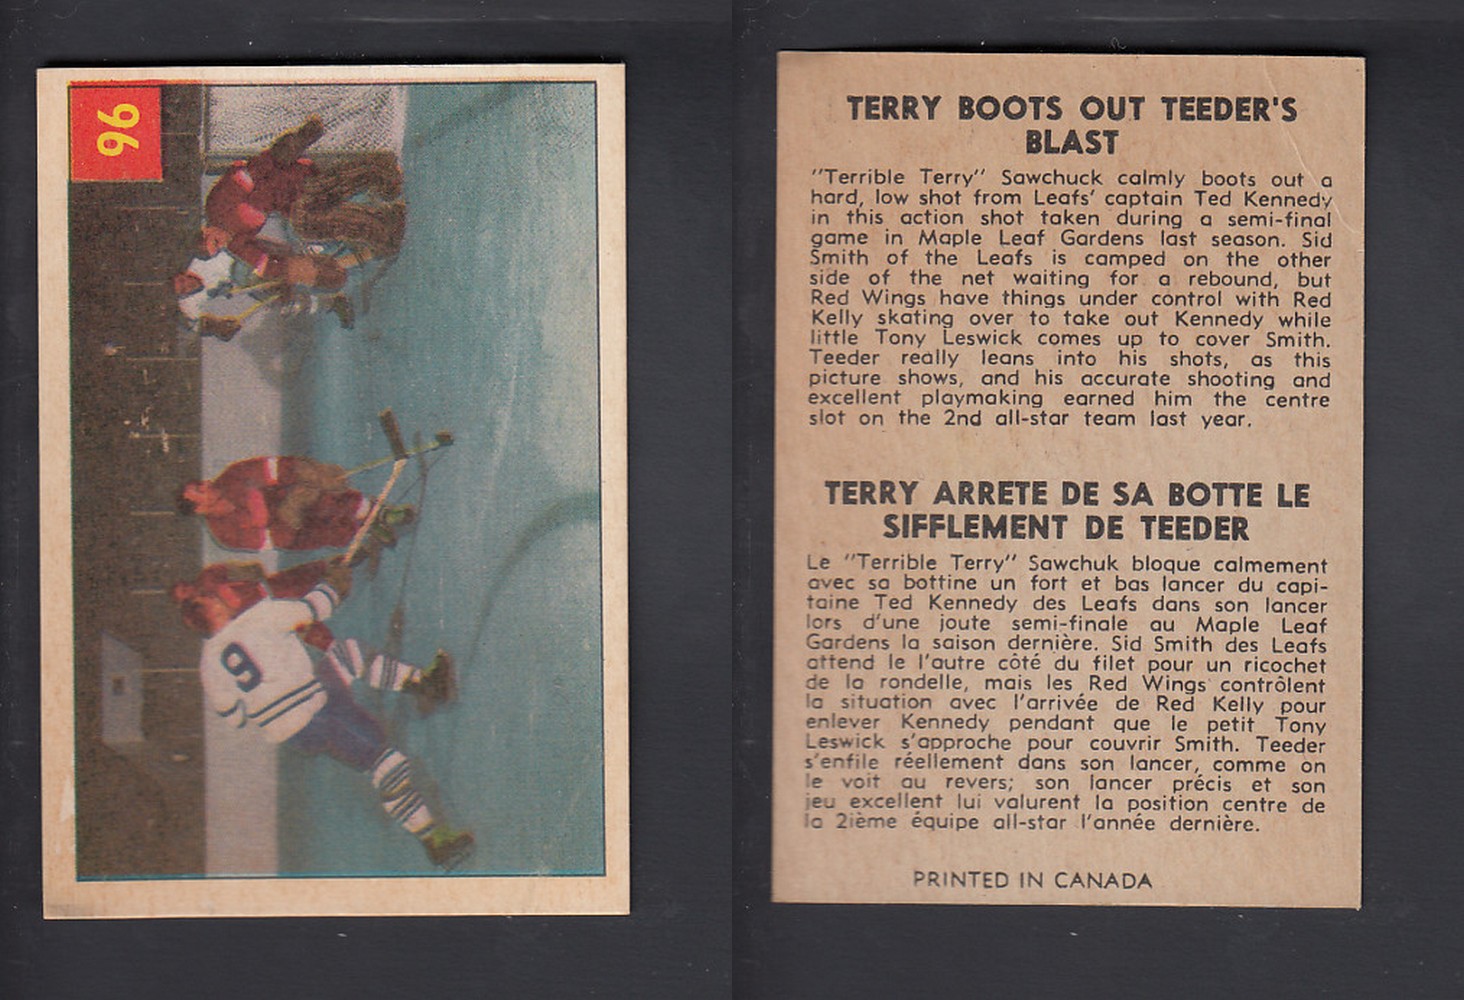 96
9
TERRY BOOTS OUT TEEDER'S
BLAST
"Terrible Terry" Sawchuck calmly boots out a
hard, low shot from Leafs' captain Ted Kennedy
in this action shot taken during a semi-final
game in Maple Leaf Gardens last season. Sid
Smith of the Leafs is camped on the other
side of the net waiting for a rebound, but
Red Wings have things under control with Red
Kelly skating over to take out Kennedy while
little Tony Leswick comes up to cover Smith.
Teeder really leans into his shots, as this
picture shows, and his accurate shooting and
excellent playmaking earned him the centre
slot on the 2nd all-star team last year.
TERRY ARRETE DE SA BOTTE LE
SIFFLEMENT DE TEEDER
Le "Terrible Terry" Sawchuk bloque calmement
avec sa bottine un fort et bas lancer du capi-
taine Ted Kennedy des Leafs dans son lancer
lors d'une joute semi-finale au Maple Leaf
Gardens la saison dernière. Sid Smith des Leafs
attend le l'autre côté du filet pour un ricochet
de la rondelle, mais les Red Wings contrôlent
la situation avec l'arrivée de Red Kelly pour
enlever Kennedy pendant que le petit Tony
Leswick s'approche pour couvrir Smith. Teeder
s'enfile réellement dans son lancer, comme on
le voit au revers; son lancer précis et son
jeu excellent lui valurent la position centre de
la 2ième équipe all-star l'année dernière.
PRINTED IN CANADA